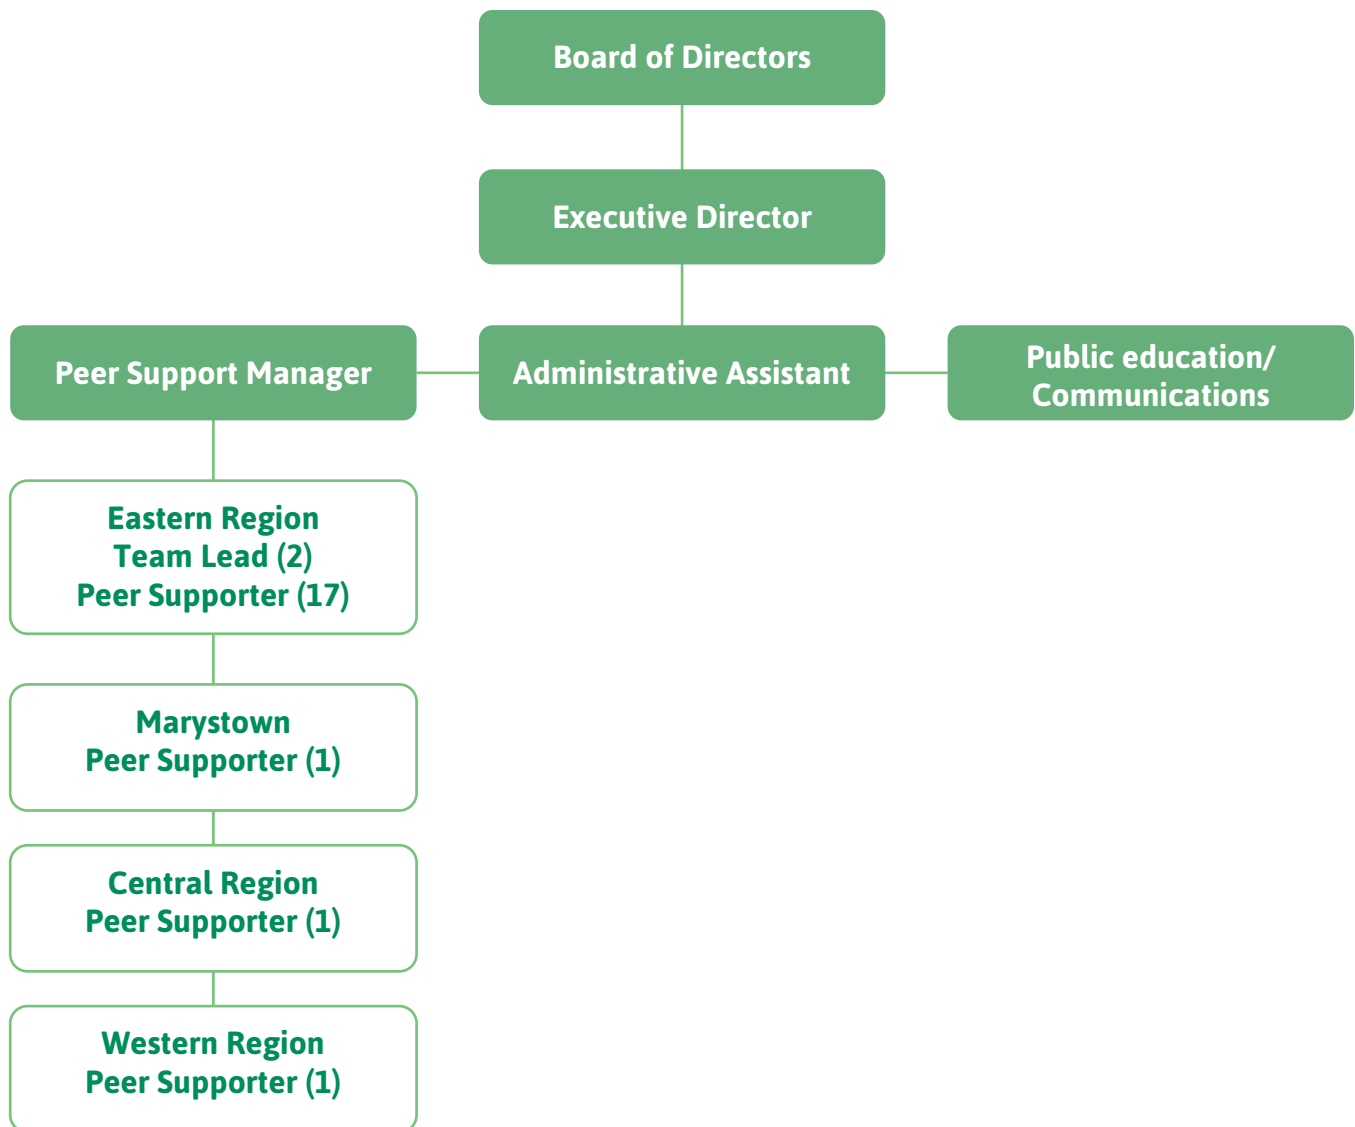 Board of Directors
Executive Director
Peer Support Manager
Administrative Assistant
Public education/
Communications
Eastern Region
Team Lead (2)
Peer Supporter (17)
Marystown
Peer Supporter (1)
Central Region
Peer Supporter (1)
Western Region
Peer Supporter (1)